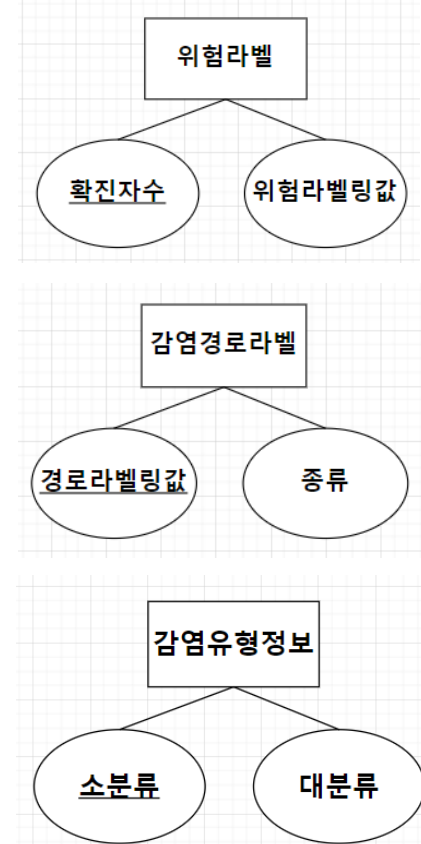 위험라벨
확진자수
위험라벨링값
감염경로라벨
경로라벨링값
종류
감염유형정보
소분류
대분류